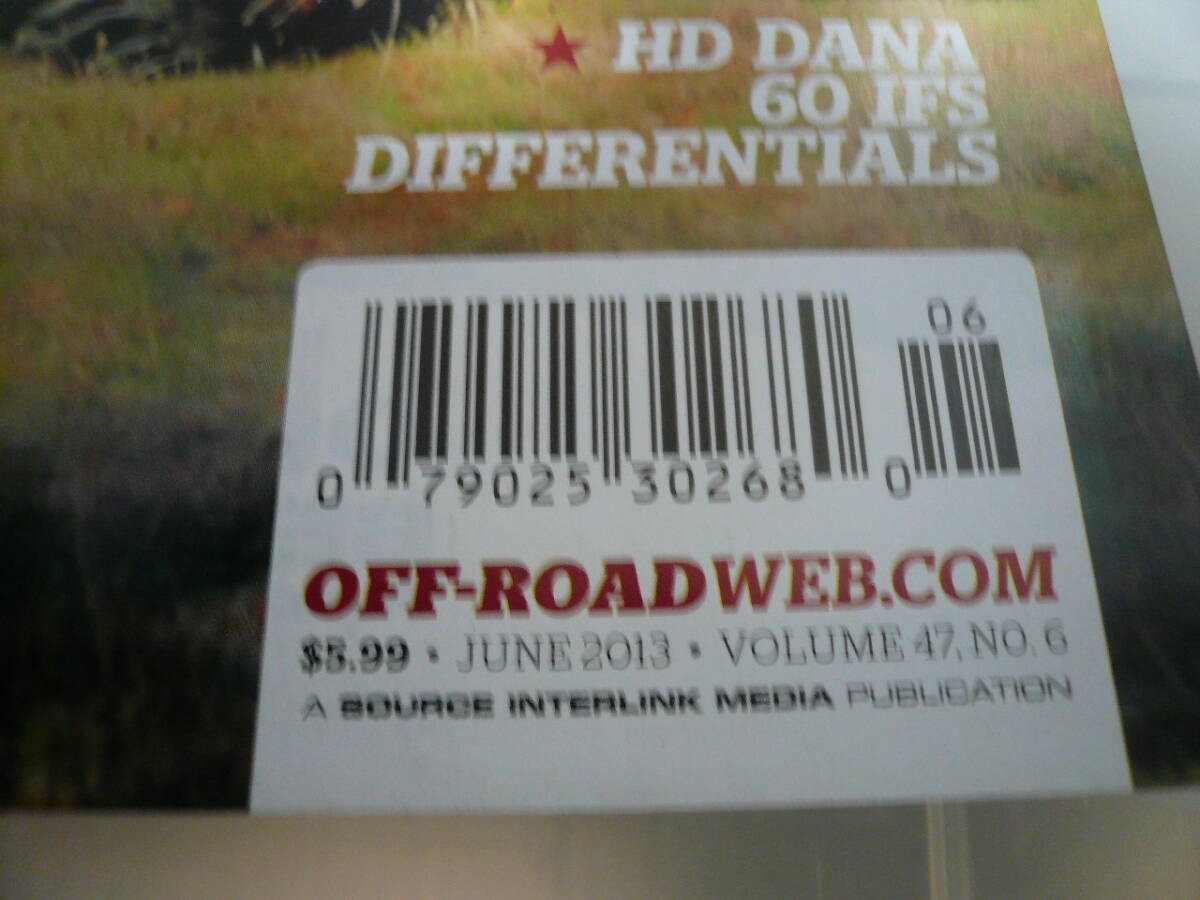 ★ HD DANA
60 IFS
DIFFERENTIALS
06
0 79025 30268 0
OFF-ROADWEB.COM
$5.99 • JUNE 2013 • VOLUME 47, NO. 6
A SOURCE INTERLINK MEDIA PUBLICATION